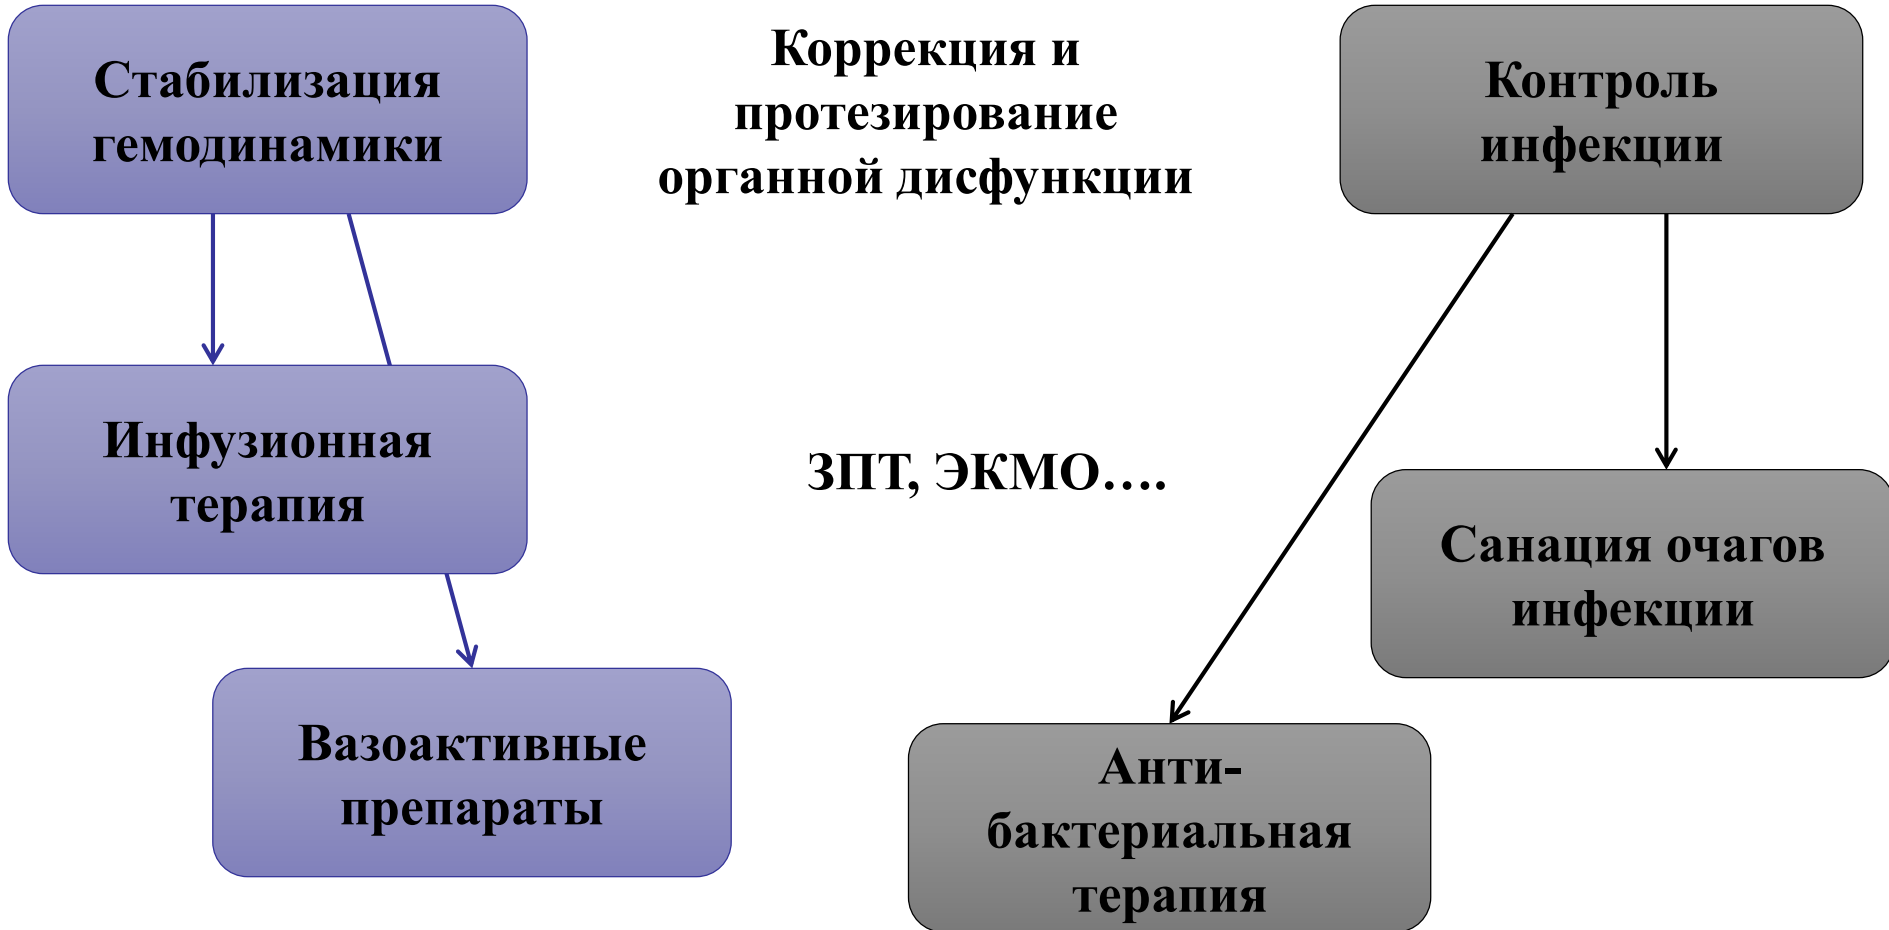 Стабилизация
гемодинамики
Коррекция и
протезирование
органной дисфункции
Контроль
инфекции
Инфузионная
терапия
ЗПТ, ЭКМО….
Санация очагов
инфекции
Вазоактивные
препараты
Анти-
бактериальная
терапия